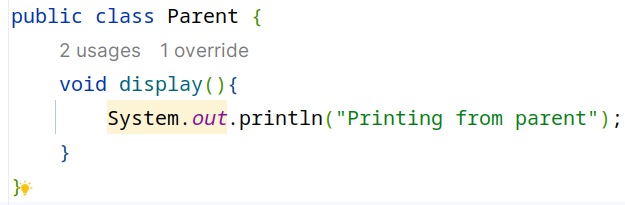 public class Parent {
2 usages 1 override
void display(){
System.out.println("Printing from parent");
}
}